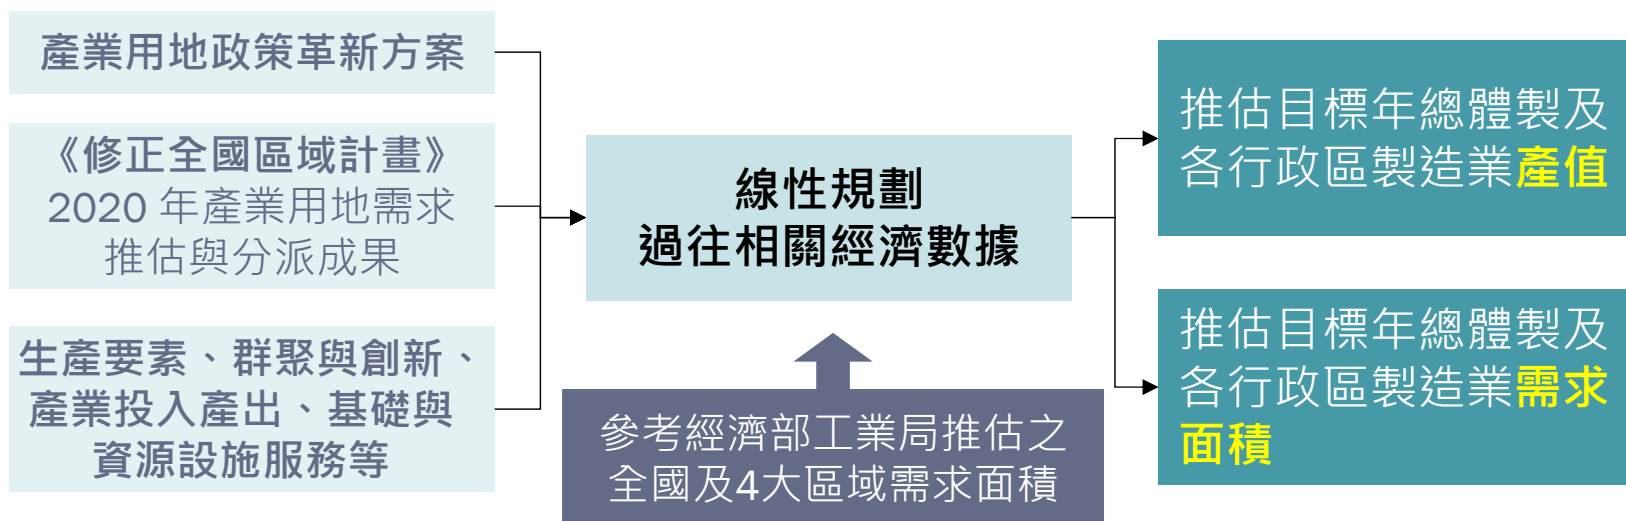 產業用地政策革新方案
《修正全國區域計畫》
2020 年產業用地需求
推估與分派成果
生產要素、群聚與創新、
產業投入產出、基礎與
資源設施服務等
線性規劃
過往相關經濟數據
參考經濟部工業局推估之
全國及4大區域需求面積
推估目標年總體製及
各行政區製造業產值
推估目標年總體製及
各行政區製造業需求
面積